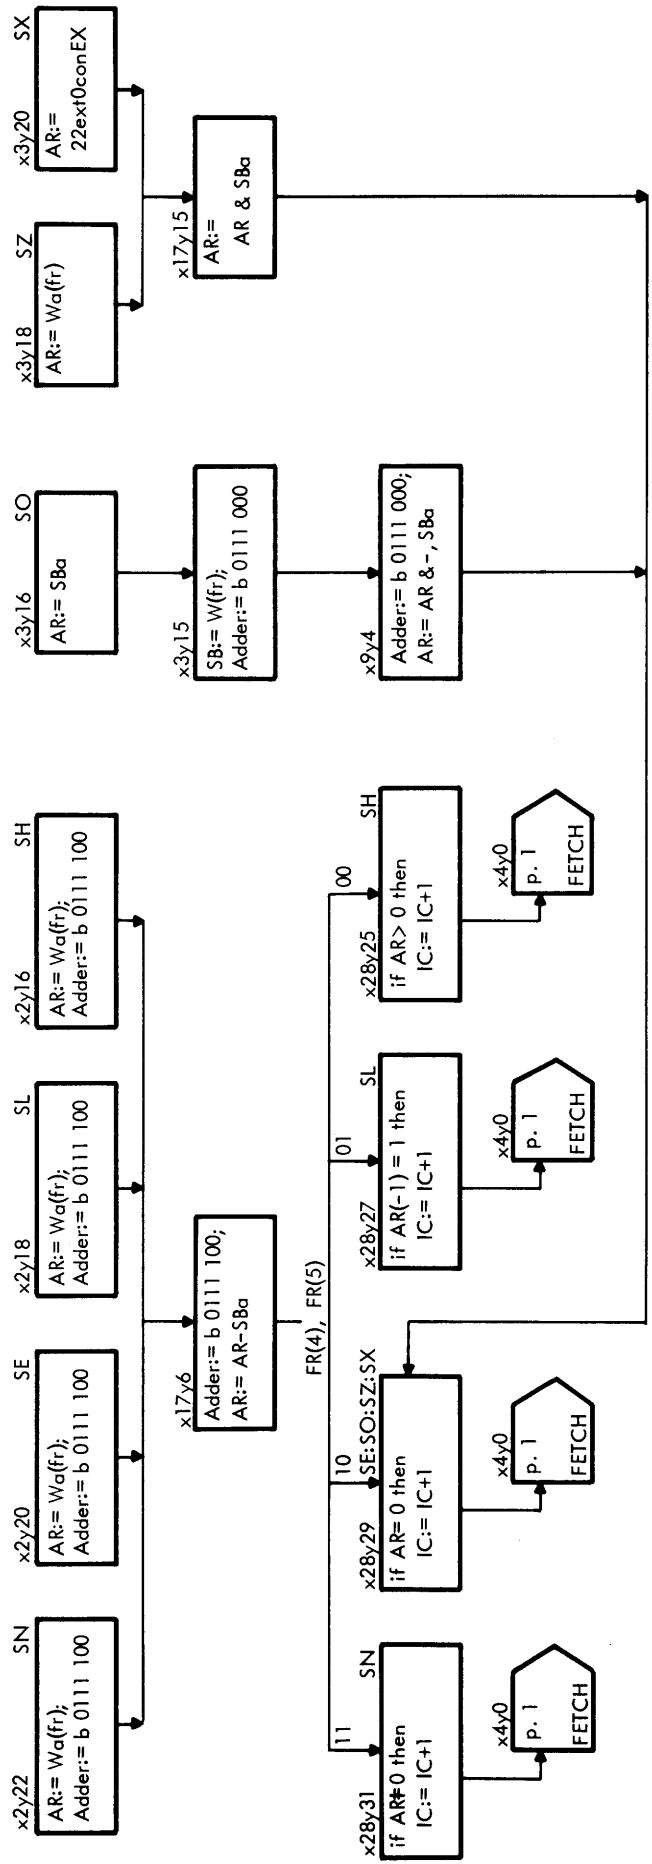 x2y22 SN
AR:= Wa(fr);
Adder:= b 0111 100
x2y20 SE
AR:= Wa(fr);
Adder:= b 0111 100
x2y18 SL
AR:= Wa(fr);
Adder:= b 0111 100
x2y16 SH
AR:= Wa(fr);
Adder:= b 0111 100
x3y16 SO
AR:= SBa
x3y18 SZ
AR:= Wa(fr)
x3y20 SX
AR:=
22ext0conEX
x17y6
Adder:= b 0111 100;
AR:= AR-SBa
x3y15
SB:= W(fr);
Adder:= b 0111 000
x17y15
AR:=
AR & SBa
FR(4), FR(5)
x9y4
Adder:= b 0111 000;
AR:= AR &-, SBa
11
10
01
00
x28y31 SN
if AR≠0 then
IC:= IC+1
x28y29 SE:SO:SZ:SX
if AR= 0 then
IC:= IC+1
x28y27 SL
if AR(-1) = 1 then
IC:= IC+1
x28y25 SH
if AR> 0 then
IC:= IC+1
x4y0
p. 1
FETCH
x4y0
p. 1
FETCH
x4y0
p. 1
FETCH
x4y0
p. 1
FETCH